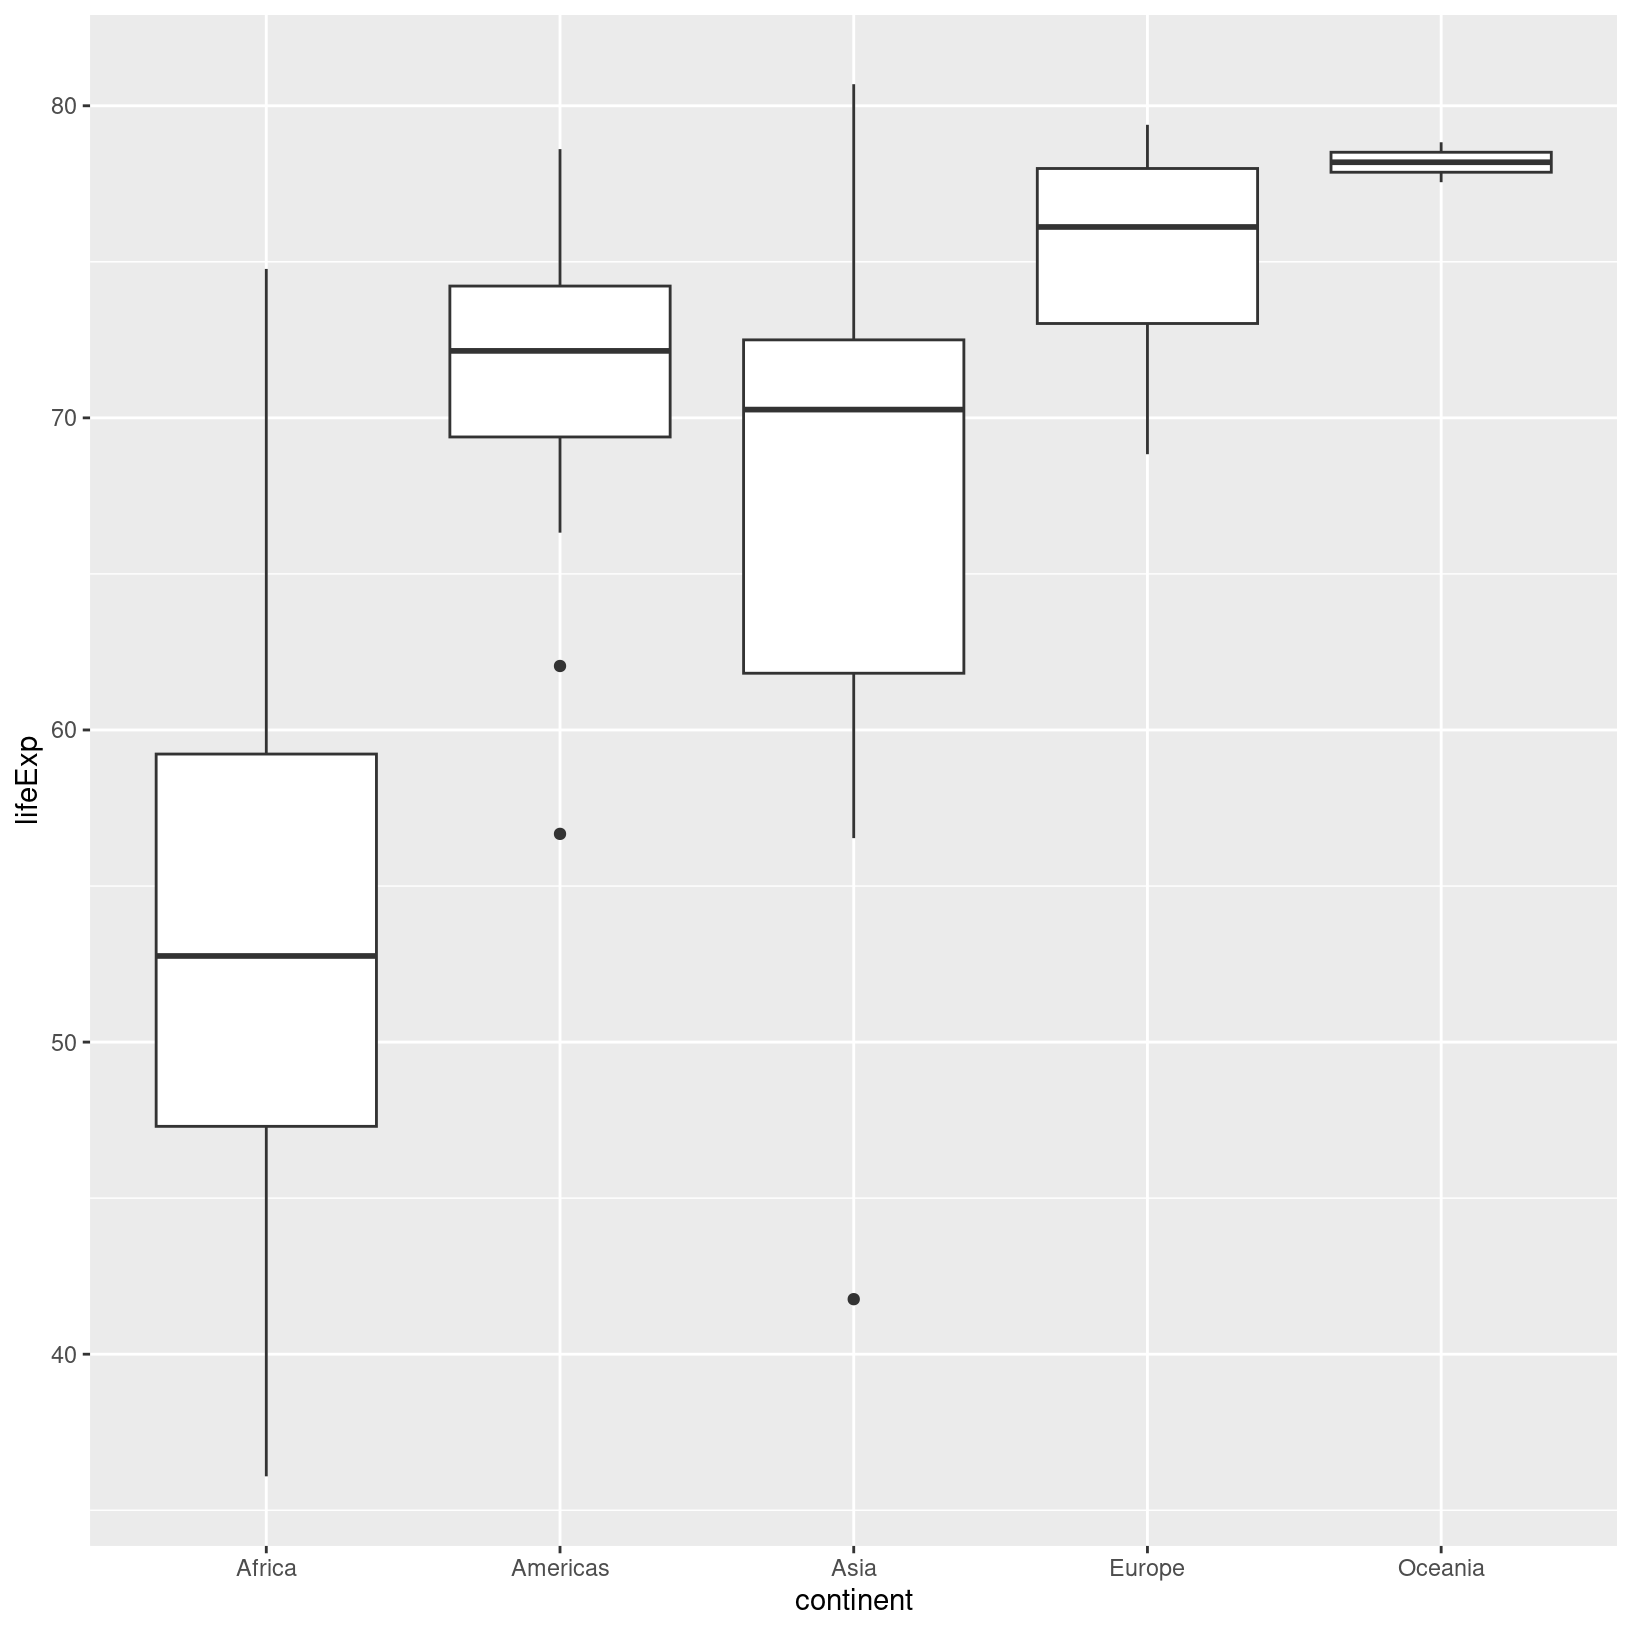 80
70
60
50
40
lifeExp
Africa
Americas
Asia
Europe
Oceania
continent